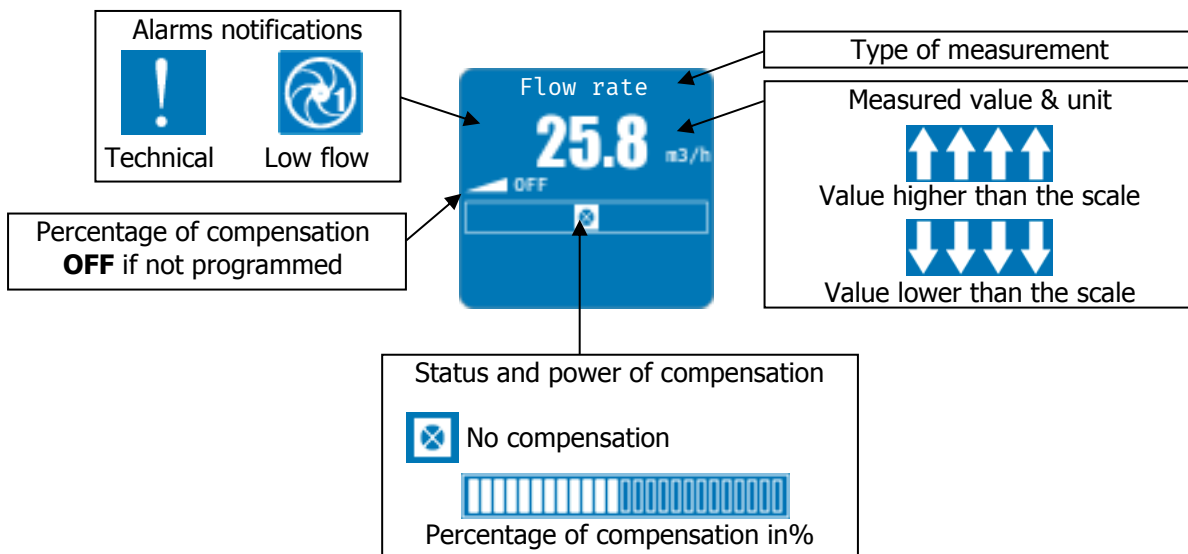 Alarms notifications
!
1
Technical
Low flow
Percentage of compensation
OFF if not programmed
Flow rate
25.8 m3/h
OFF
Type of measurement
Measured value & unit
Value higher than the scale
Value lower than the scale
Status and power of compensation
No compensation
Percentage of compensation in%